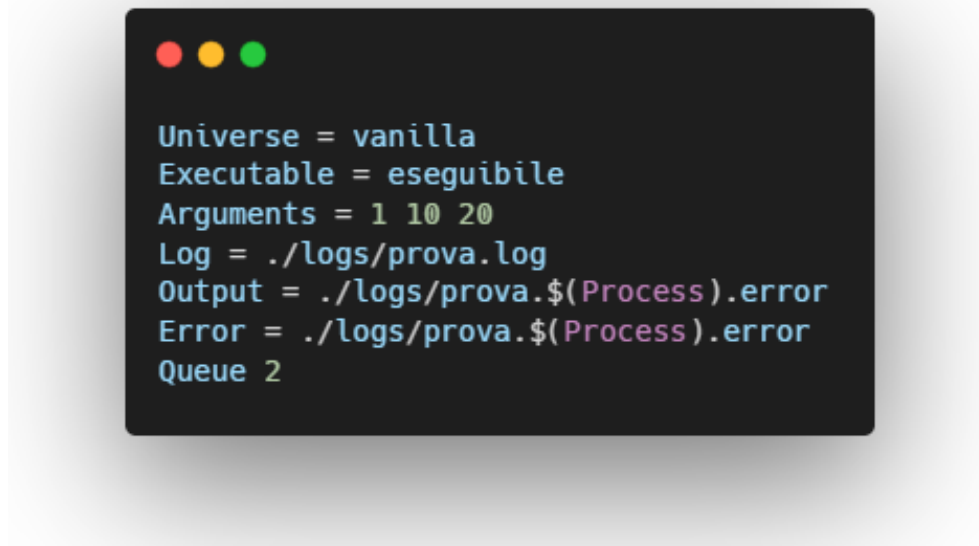 Universe = vanilla
Executable = eseguibile
Arguments = 1 10 20
Log = ./logs/prova.log
Output = ./logs/prova.$(Process).error
Error = ./logs/prova.$(Process).error
Queue 2